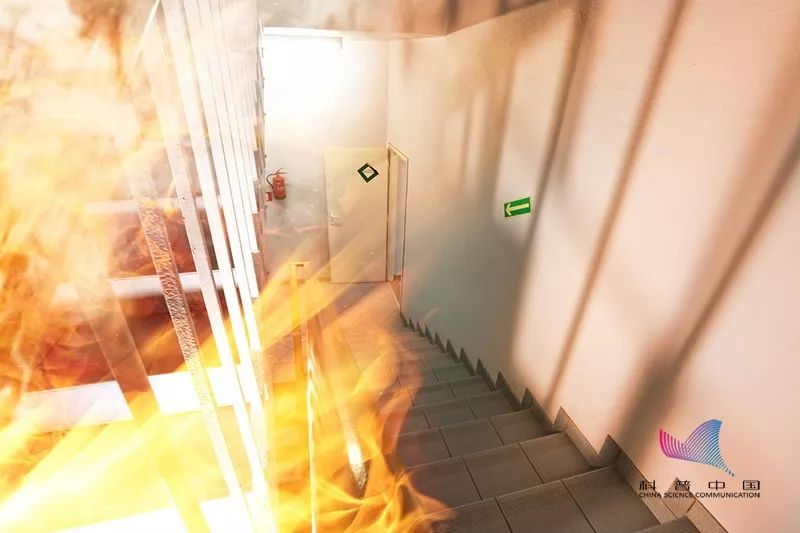 科普中国
CHINA SCIENCE COMMUNICATION